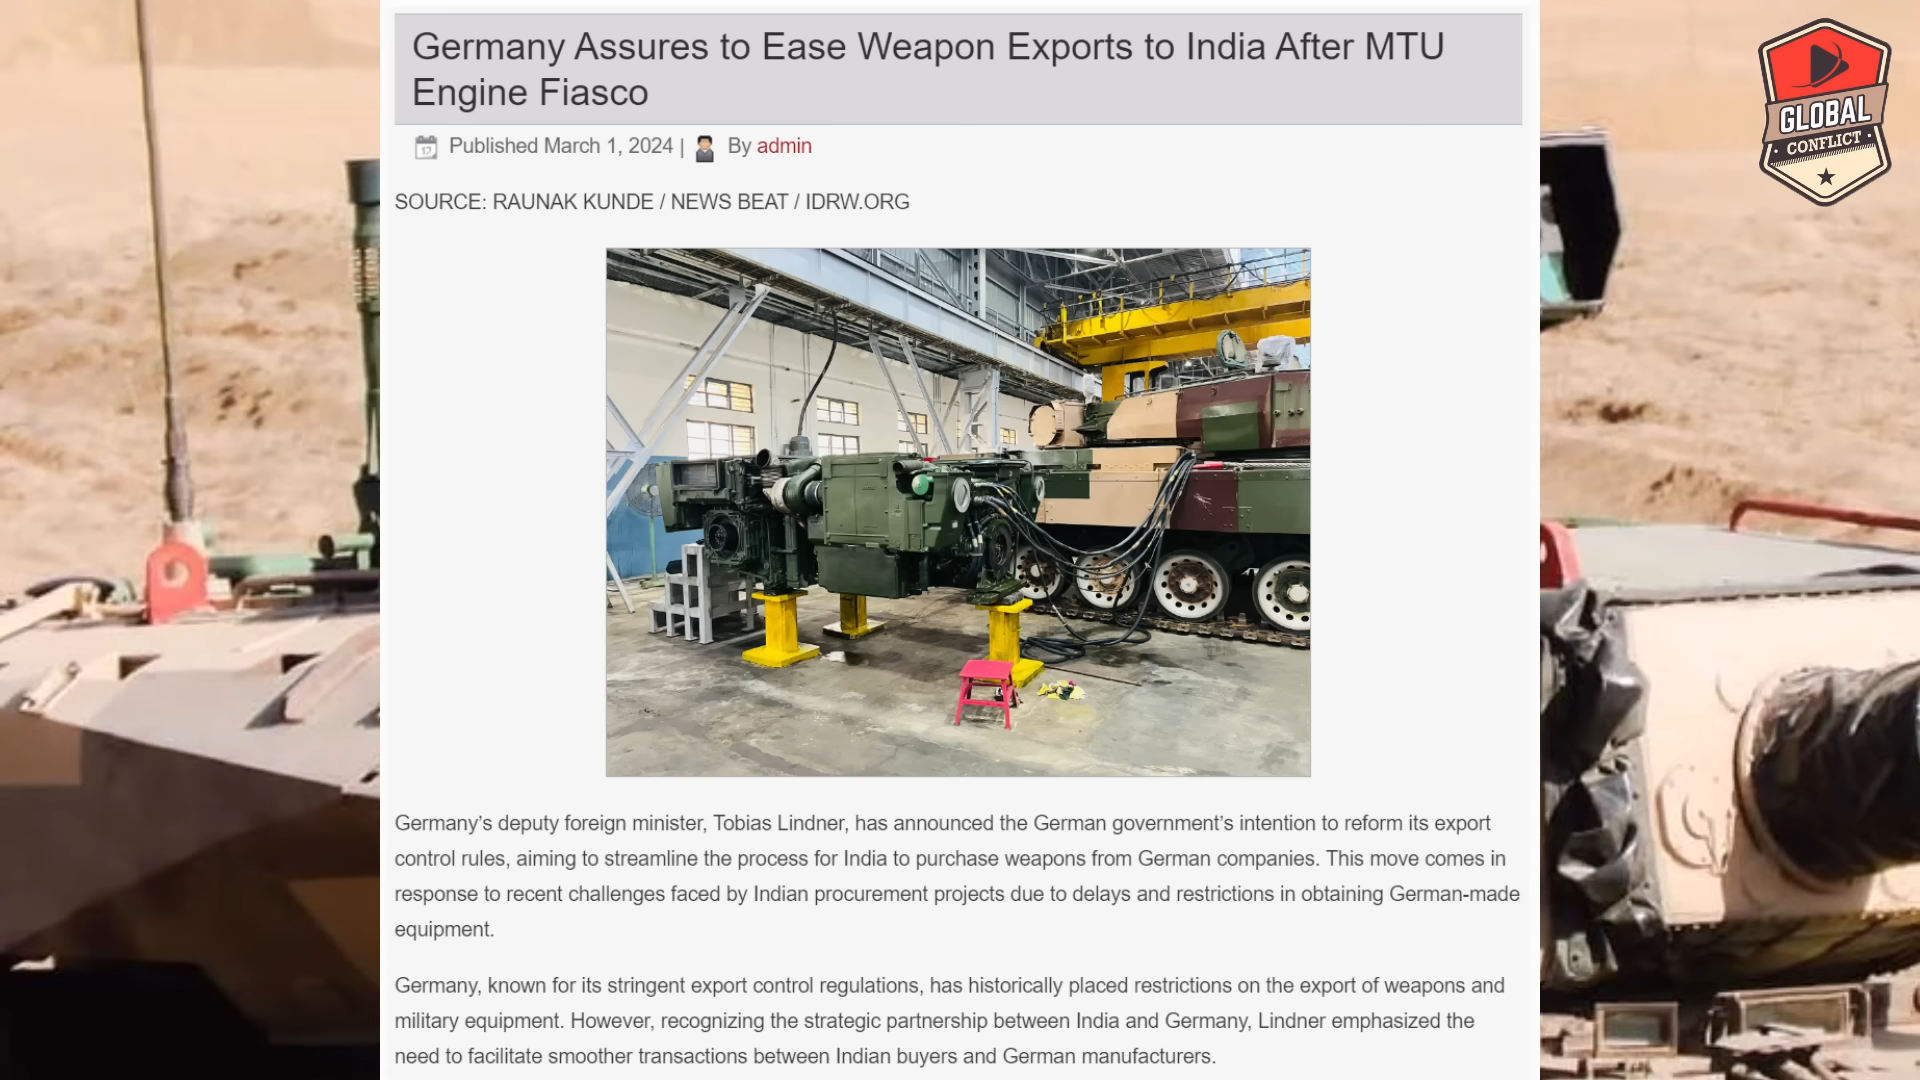 Germany Assures to Ease Weapon Exports to India After MTU
Engine Fiasco
17
Published March 1, 2024 | By admin
SOURCE: RAUNAK KUNDE / NEWS BEAT / IDRW.ORG
Germany’s deputy foreign minister, Tobias Lindner, has announced the German government’s intention to reform its export
control rules, aiming to streamline the process for India to purchase weapons from German companies. This move comes in
response to recent challenges faced by Indian procurement projects due to delays and restrictions in obtaining German-made
equipment.
Germany, known for its stringent export control regulations, has historically placed restrictions on the export of weapons and
military equipment. However, recognizing the strategic partnership between India and Germany, Lindner emphasized the
need to facilitate smoother transactions between Indian buyers and German manufacturers.
GLOBAL
CONFLICT